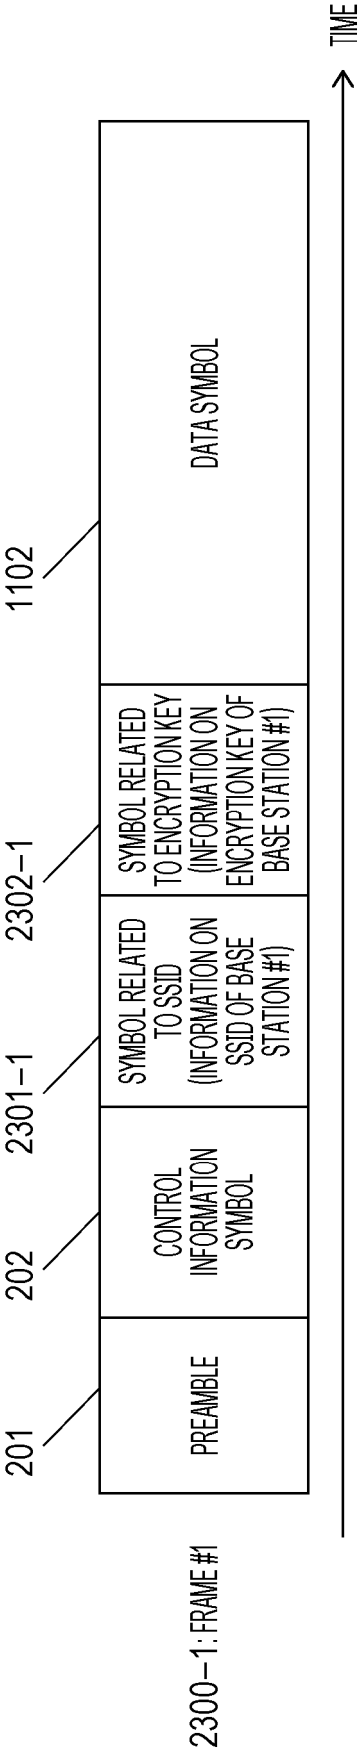 201
202
2301-1
2302-1
1102
2300-1: FRAME #1
PREAMBLE
CONTROL
INFORMATION
SYMBOL
SYMBOL RELATED
TO SSID
(INFORMATION ON
SSID OF BASE
STATION #1)
SYMBOL RELATED
TO ENCRYPTION KEY
(INFORMATION ON
ENCRYPTION KEY OF
BASE STATION #1)
DATA SYMBOL
TIME